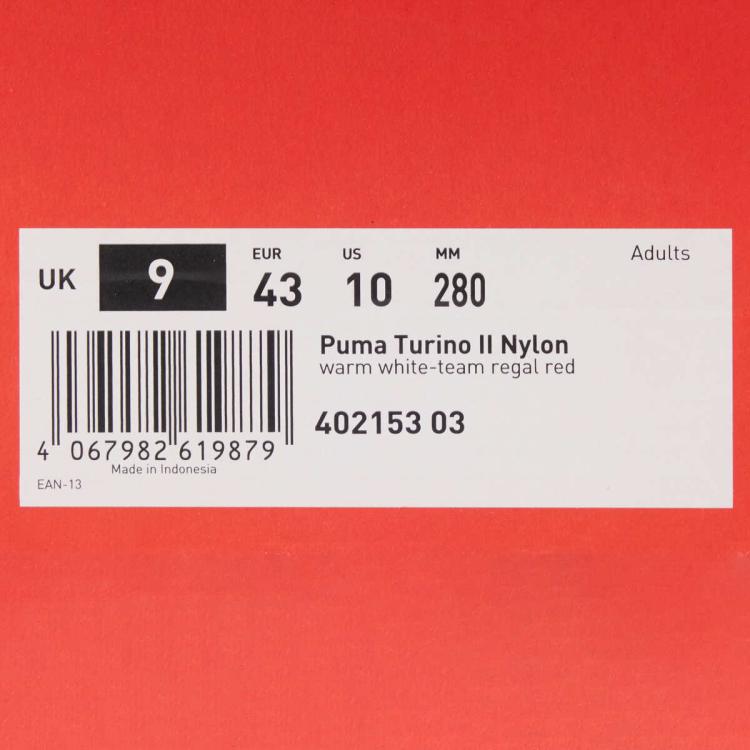 UK 9 EUR 43 US 10 MM 280 Adults
Puma Turino II Nylon
warm white-team regal red
402153 03
4 067982 619879
Made in Indonesia
EAN-13